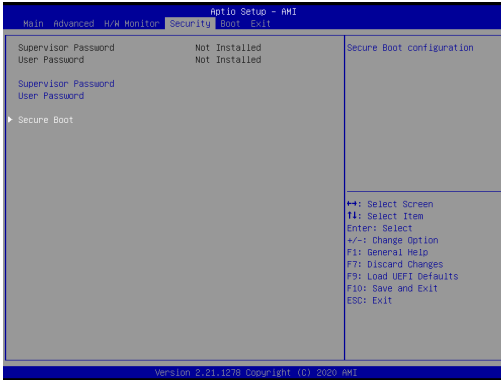 Aptio Setup - AMI
Main Advanced H/W Monitor Security Boot Exit
Supervisor Password Not Installed
User Password Not Installed
Supervisor Password
User Password
Secure Boot
Secure Boot configuration
↔: Select Screen
↑↓: Select Item
Enter: Select
+/-: Change Option
F1: General Help
F7: Discard Changes
F9: Load UEFI Defaults
F10: Save and Exit
ESC: Exit
Version 2.21.1278 Copyright (C) 2020 AMI